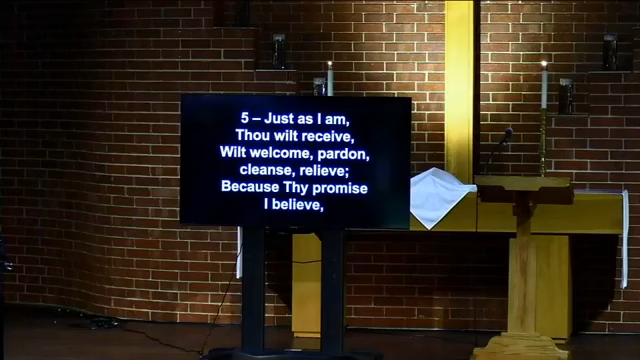 5 – Just as I am,
Thou wilt receive,
Wilt welcome, pardon,
cleanse, relieve;
Because Thy promise
I believe,